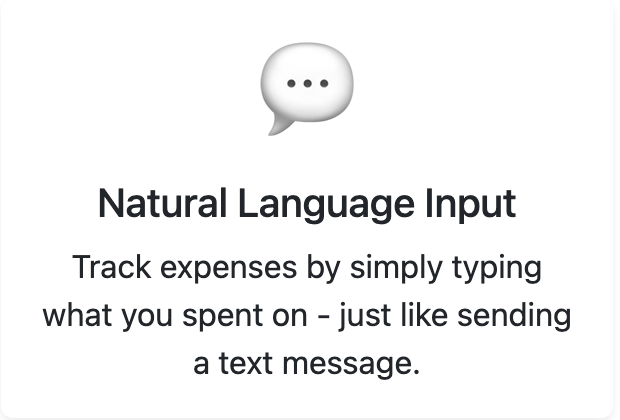 Natural Language Input
Track expenses by simply typing
what you spent on - just like sending
a text message.